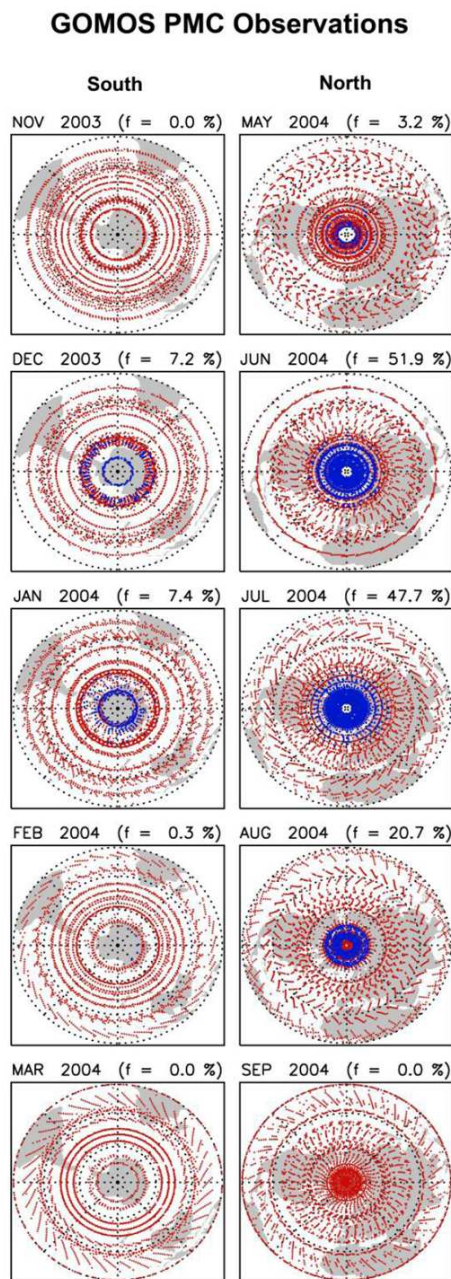 GOMOS PMC Observations
South North
NOV 2003 (f = 0.0 %) MAY 2004 (f = 3.2 %)
DEC 2003 (f = 7.2 %) JUN 2004 (f = 51.9 %)
JAN 2004 (f = 7.4 %) JUL 2004 (f = 47.7 %)
FEB 2004 (f = 0.3 %) AUG 2004 (f = 20.7 %)
MAR 2004 (f = 0.0 %) SEP 2004 (f = 0.0 %)